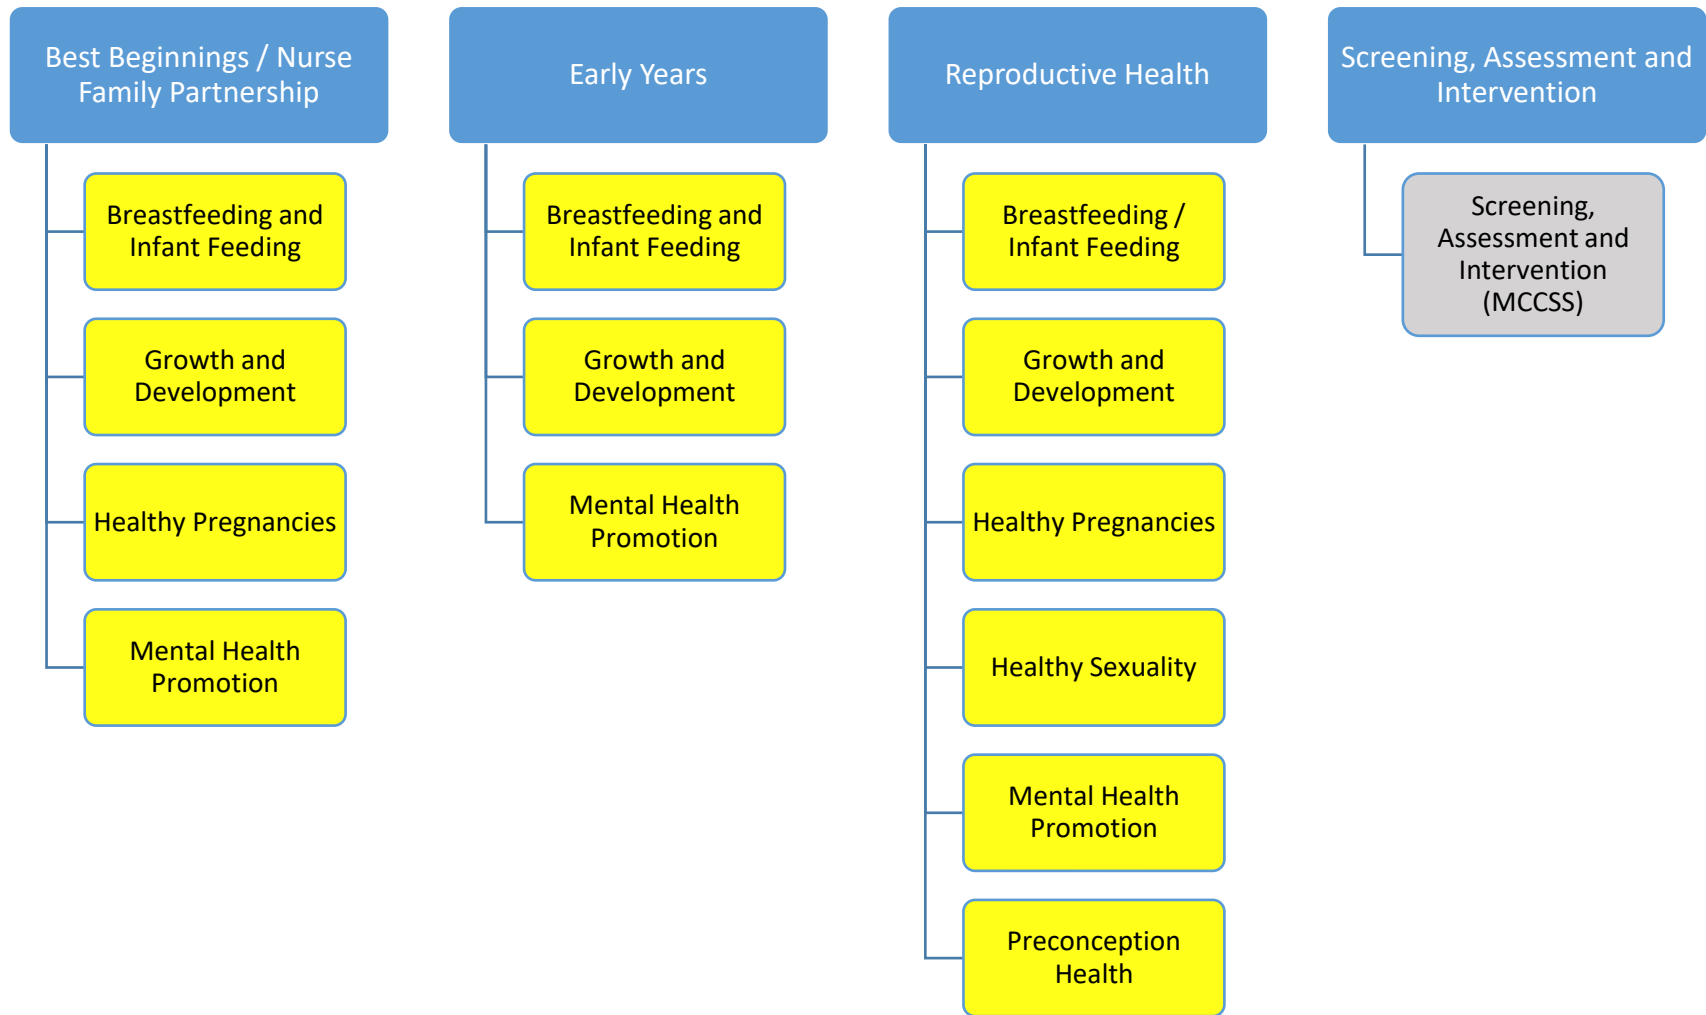 Best Beginnings / Nurse
Family Partnership
Breastfeeding and
Infant Feeding
Growth and
Development
Healthy Pregnancies
Mental Health
Promotion
Early Years
Breastfeeding and
Infant Feeding
Growth and
Development
Mental Health
Promotion
Reproductive Health
Breastfeeding /
Infant Feeding
Growth and
Development
Healthy Pregnancies
Healthy Sexuality
Mental Health
Promotion
Preconception
Health
Screening, Assessment and
Intervention
Screening,
Assessment and
Intervention
(MCCSS)